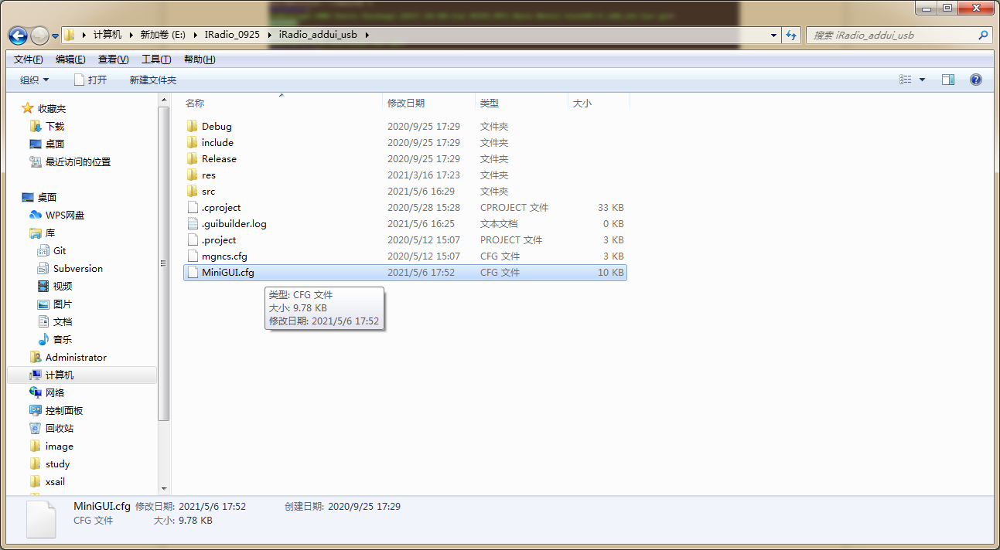 计算机 新加卷 (E:) IRadio_0925 iRadio_addui_usb
搜索 iRadio_addui_usb
文件(F) 编辑(E) 查看(V) 工具(T) 帮助(H)
组织 打开 新建文件夹
收藏夹
下载
桌面
最近访问的位置
桌面
WPS网盘
库
Git
Subversion
视频
图片
文档
音乐
Administrator
计算机
网络
控制面板
回收站
image
study
xsail
名称 修改日期 类型 大小
Debug 2020/9/25 17:29 文件夹
include 2020/9/25 17:29 文件夹
Release 2020/9/25 17:29 文件夹
res 2021/3/16 17:23 文件夹
src 2021/5/6 16:29 文件夹
.cproject 2020/5/28 15:28 CPROJECT 文件 33 KB
.guibuilder.log 2021/5/6 16:25 文本文档 0 KB
.project 2020/5/12 15:07 PROJECT 文件 3 KB
mgncs.cfg 2020/5/12 15:07 CFG 文件 3 KB
MiniGUI.cfg 2021/5/6 17:52 CFG 文件 10 KB
类型: CFG 文件
大小: 9.78 KB
修改日期: 2021/5/6 17:52
MiniGUI.cfg 修改日期: 2021/5/6 17:52 创建日期: 2020/9/25 17:29
CFG 文件 大小: 9.78 KB